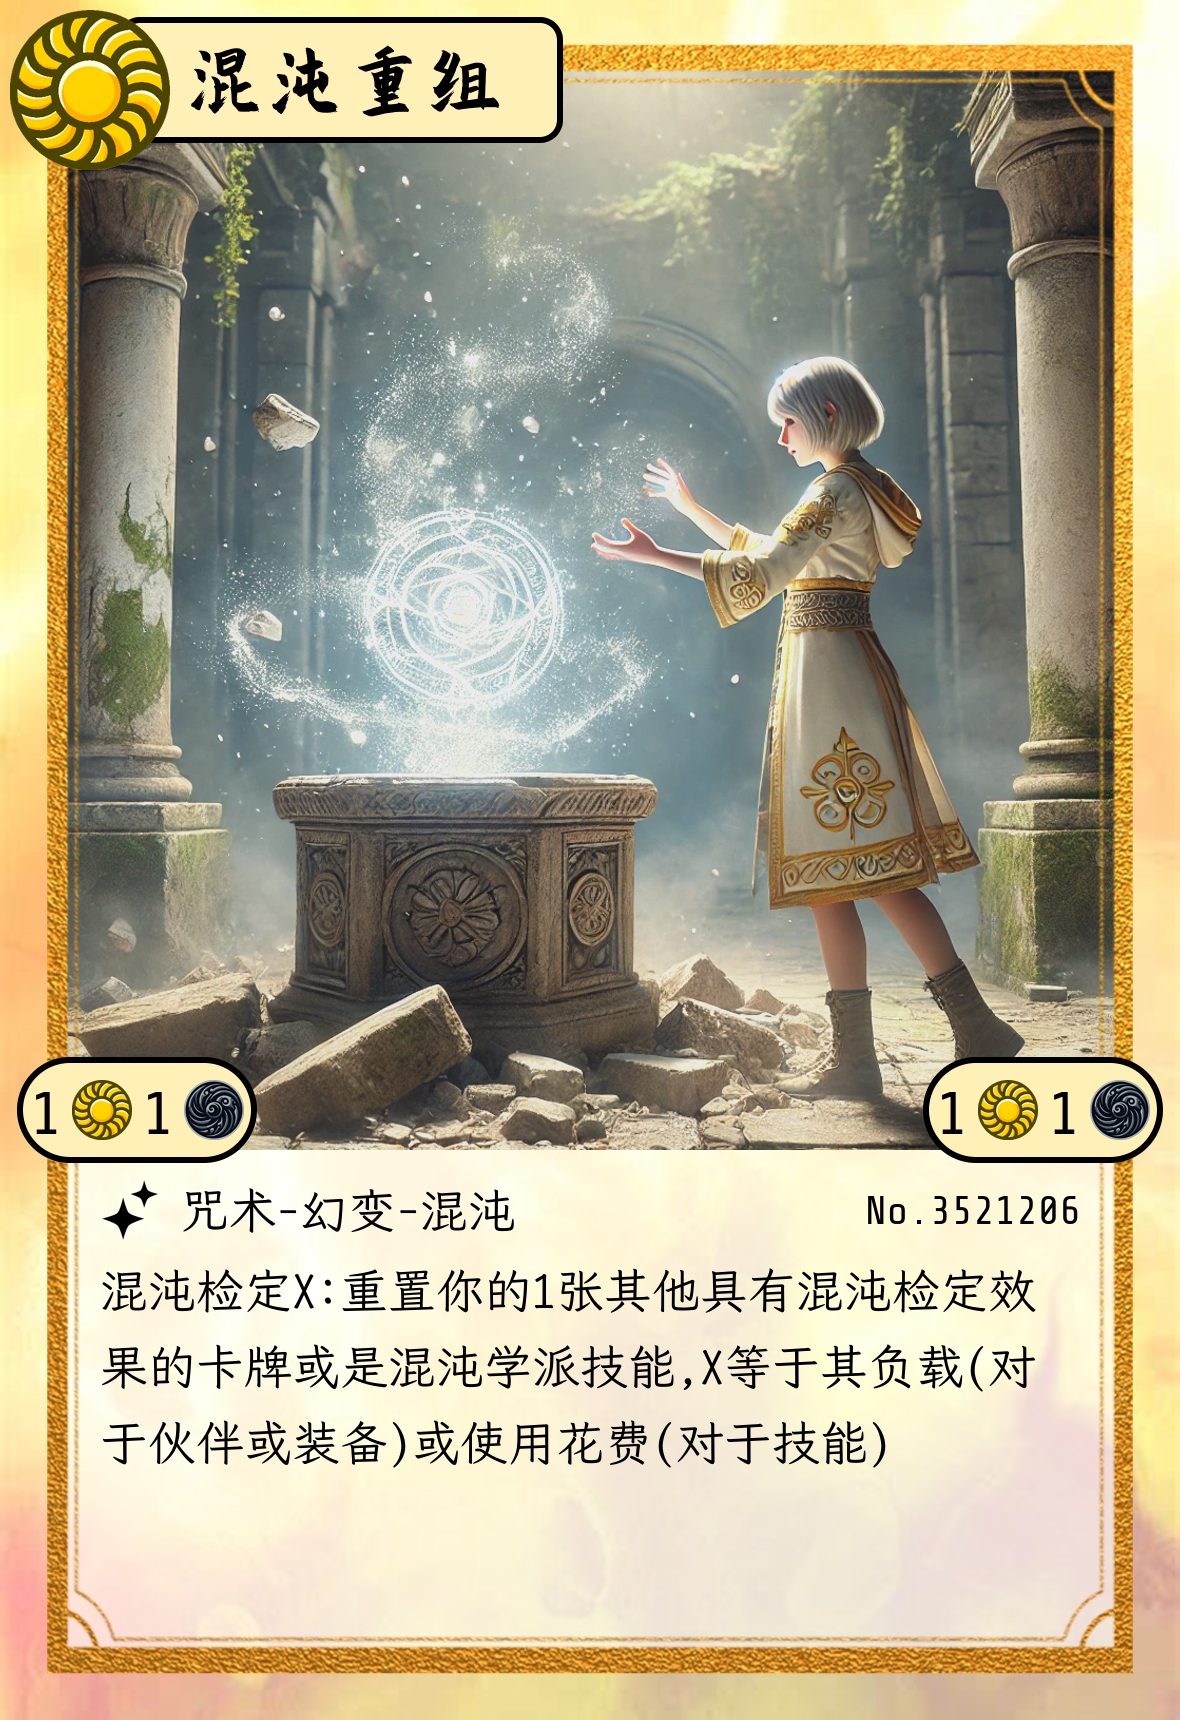 混沌重组
1 1
1 1
咒术-幻变-混沌
No.3521206
混沌检定X:重置你的1张其他具有混沌检定效
果的卡牌或是混沌学派技能,X等于其负载(对
于伙伴或装备)或使用花费(对于技能)